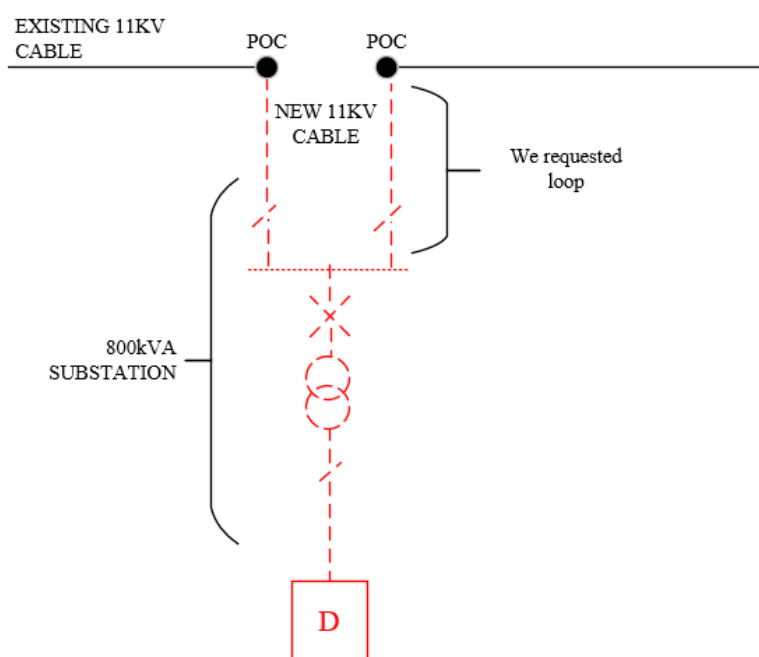 EXISTING 11KV
CABLE
POC
POC
NEW 11KV
CABLE
We requested
loop
800kVA
SUBSTATION
D